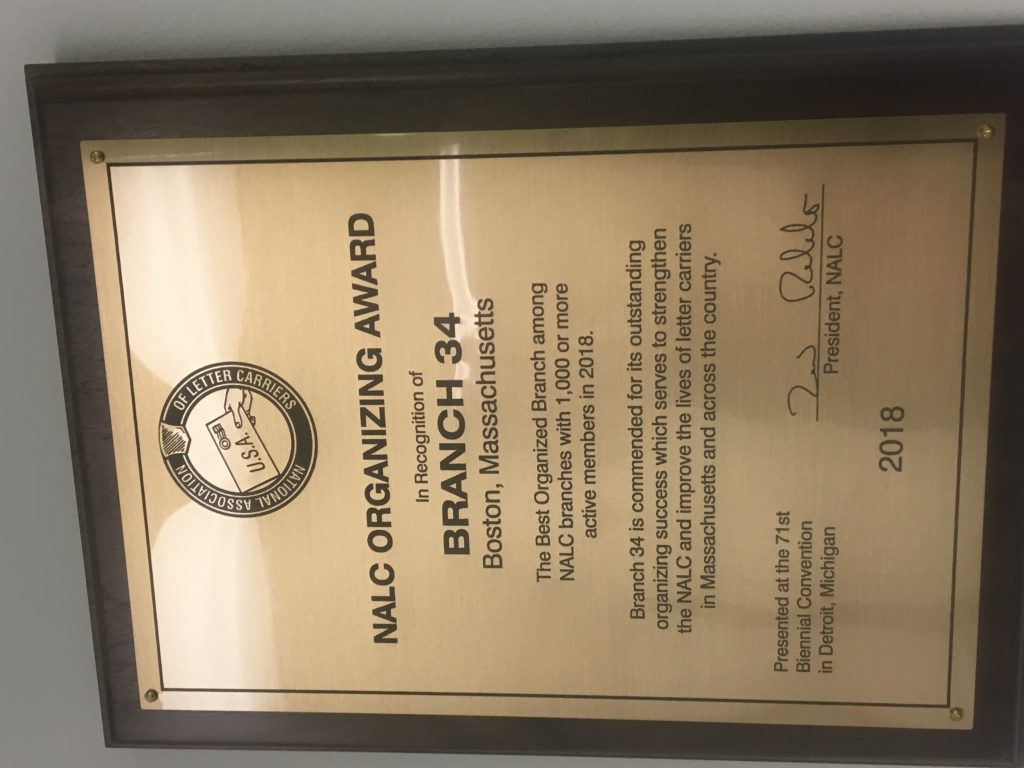 NATIONAL ASSOCIATION OF LETTER CARRIERS
U.S.A.
NALC ORGANIZING AWARD
In Recognition of
BRANCH 34
Boston, Massachusetts
The Best Organized Branch among
NALC branches with 1,000 or more
active members in 2018.
Branch 34 is commended for its outstanding
organizing success which serves to strengthen
the NALC and improve the lives of letter carriers
in Massachusetts and across the country.
Presented at the 71st
Biennial Convention
in Detroit, Michigan
President, NALC
2018